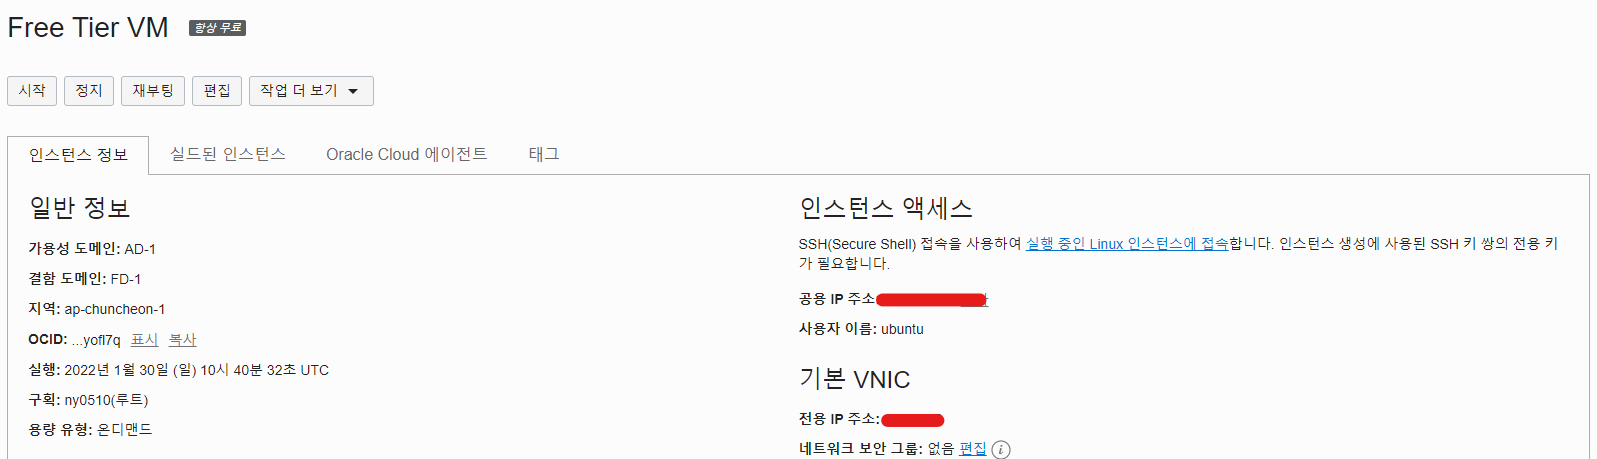 Free Tier VM 항상 무료
시작 정지 재부팅 편집 작업 더 보기
인스턴스 정보 실드된 인스턴스 Oracle Cloud 에이전트 태그
일반 정보
가용성 도메인: AD-1
결함 도메인: FD-1
지역: ap-chuncheon-1
OCID: ...yofl7q 표시 복사
실행: 2022년 1월 30일 (일) 10시 40분 32초 UTC
구획: ny0510(루트)
용량 유형: 온디맨드
인스턴스 액세스
SSH(Secure Shell) 접속을 사용하여 실행 중인 Linux 인스턴스에 접속합니다. 인스턴스 생성에 사용된 SSH 키 쌍의 전용 키
가 필요합니다.
공용 IP 주소
사용자 이름: ubuntu
기본 VNIC
전용 IP 주소:
네트워크 보안 그룹: 없음 편집